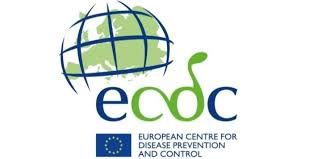 ecdc
EUROPEAN CENTRE FOR
DISEASE PREVENTION
AND CONTROL